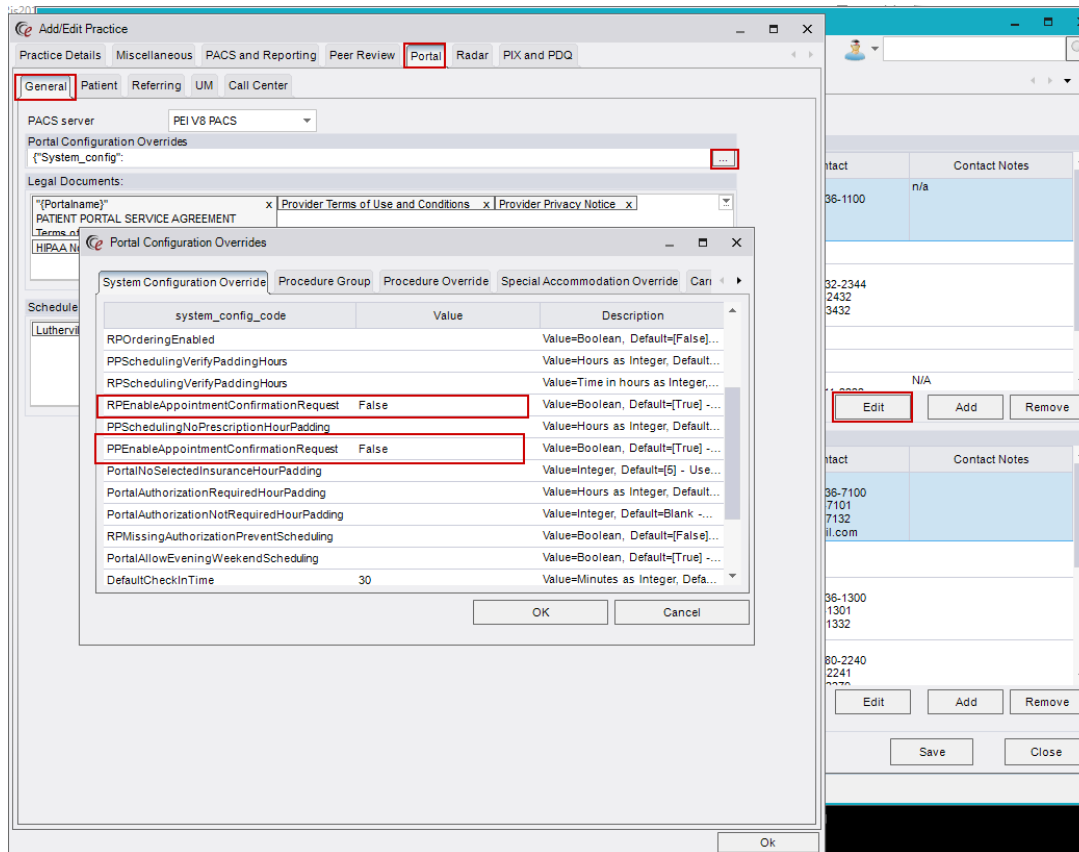 Add/Edit Practice
Practice Details Miscellaneous PACS and Reporting Peer Review Portal Radar PIX and PDQ
General Patient Referring UM Call Center
PACS server PEI V8 PACS
Portal Configuration Overrides
{"System_config": ...
Legal Documents:
"{Portalname}" x Provider Terms of Use and Conditions x Provider Privacy Notice x
PATIENT PORTAL SERVICE AGREEMENT
Terms of
HIPAA
Schedule
Luthervil
Portal Configuration Overrides
System Configuration Override Procedure Group Procedure Override Special Accommodation Override
system_config_code Value Description
RPOrderingEnabled Value=Boolean, Default=[False]...
PPSchedulingVerifyPaddingHours Value=Hours as Integer, Default...
RPSchedulingVerifyPaddingHours Value=Time in hours as Integer,...
RPEnableAppointmentConfirmationRequest False Value=Boolean, Default=[True] -...
PPSchedulingNoPrescriptionHourPadding Value=Hours as Integer, Default...
PPEnableAppointmentConfirmationRequest False Value=Boolean, Default=[True] -...
PortalNoSelectedInsuranceHourPadding Value=Integer, Default=[5] - Use...
PortalAuthorizationRequiredHourPadding Value=Hours as Integer, Default...
PortalAuthorizationNotRequiredHourPadding Value=Integer, Default=Blank -...
RPMissingAuthorizationPreventScheduling Value=Boolean, Default=[False]...
PortalAllowEveningWeekendScheduling Value=Boolean, Default=[True] -...
DefaultCheckInTime 30 Value=Minutes as Integer, Defa...
OK Cancel
Ok
ntact Contact Notes
36-1100 n/a
32-2344
2432
3432
N/A
Edit Add Remove
ntact Contact Notes
36-7100
7101
7132
il.com
36-1300
1301
1332
80-2240
2241
Edit Add Remove
Save Close